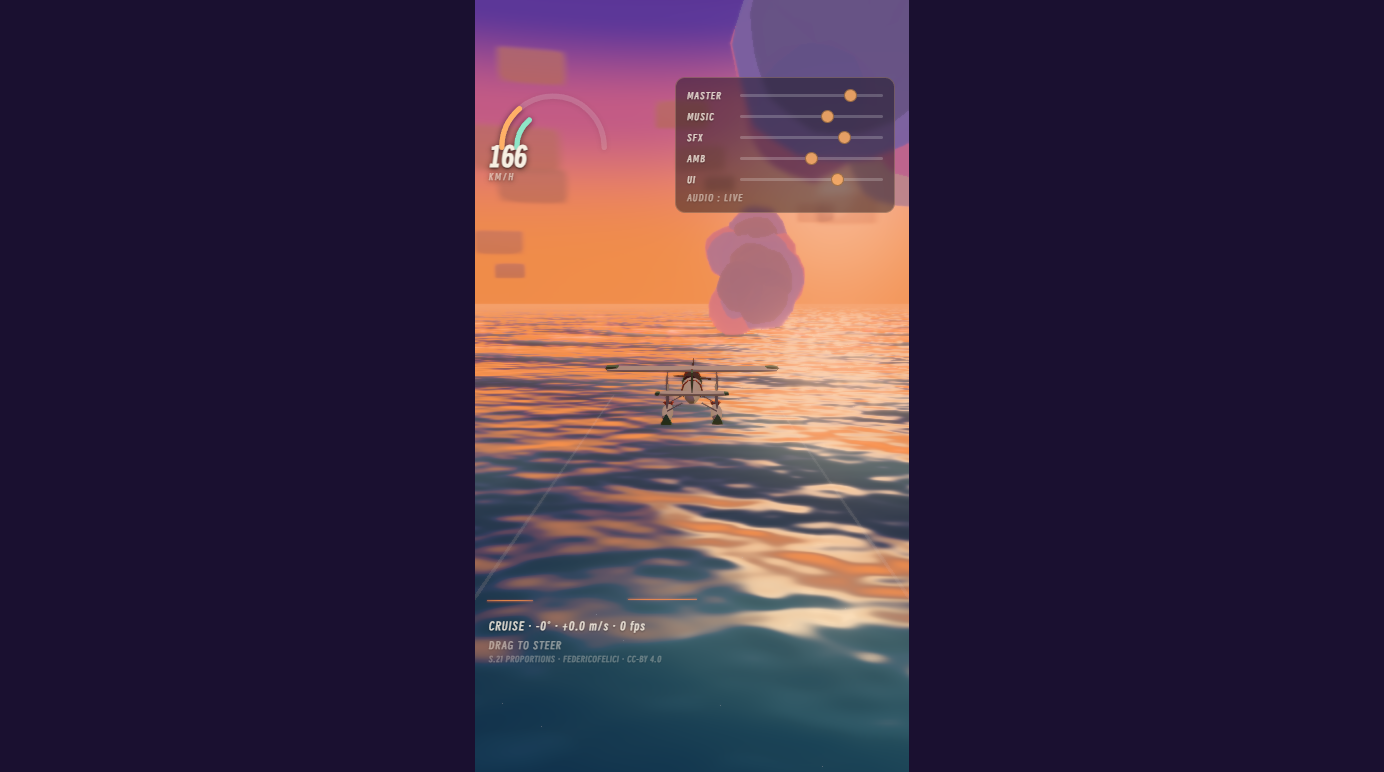 MASTER
MUSIC
SFX
AMB
UI
AUDIO : LIVE
166
KM/H
CRUISE · -0° · +0.0 m/s · 0 fps
DRAG TO STEER
S.21 PROPORTIONS · FEDERICOFELICI · CC-BY 4.0